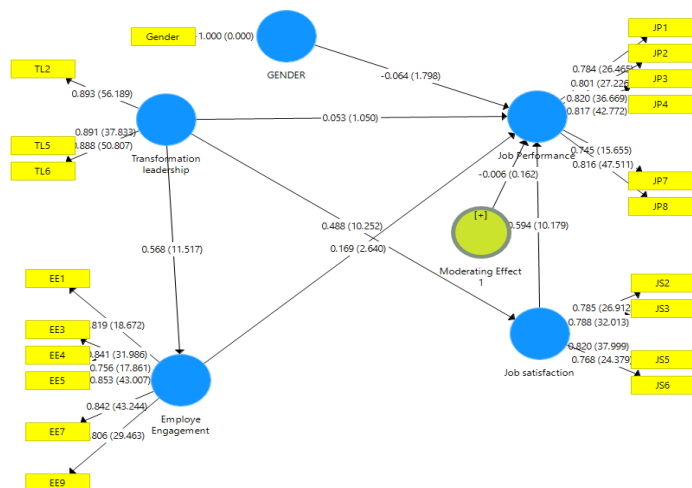 Gender
1.000 (0.000)
GENDER
JP1
JP2
JP3
JP4
JP7
JP8
0.784 (26.465)
0.801 (27.226
0.820 (36.669)
0.817 (42.772)
0.745 (15.655)
0.816 (47.511)
-0.064 (1.798)
TL2
TL5
TL6
0.893 (56.189)
0.891 (37.833)
0.888 (50.807)
Transformation
leadership
0.053 (1.050)
Job Performance
-0.006 (0.162)
[+]
Moderating Effect
1
0.594 (10.179)
0.488 (10.252)
0.169 (2.640)
0.568 (11.517)
EE1
EE3
EE4
EE5
EE7
EE9
.819 (18.672)
.841 (31.986)
0.756 (17.861)
0.853 (43.007)
0.842 (43.244)
.806 (29.463)
Employe
Engagement
JS2
JS3
JS5
JS6
0.785 (26.912
0.788 (32.013)
0.820 (37.999)
0.768 (24.379)
Job satisfaction